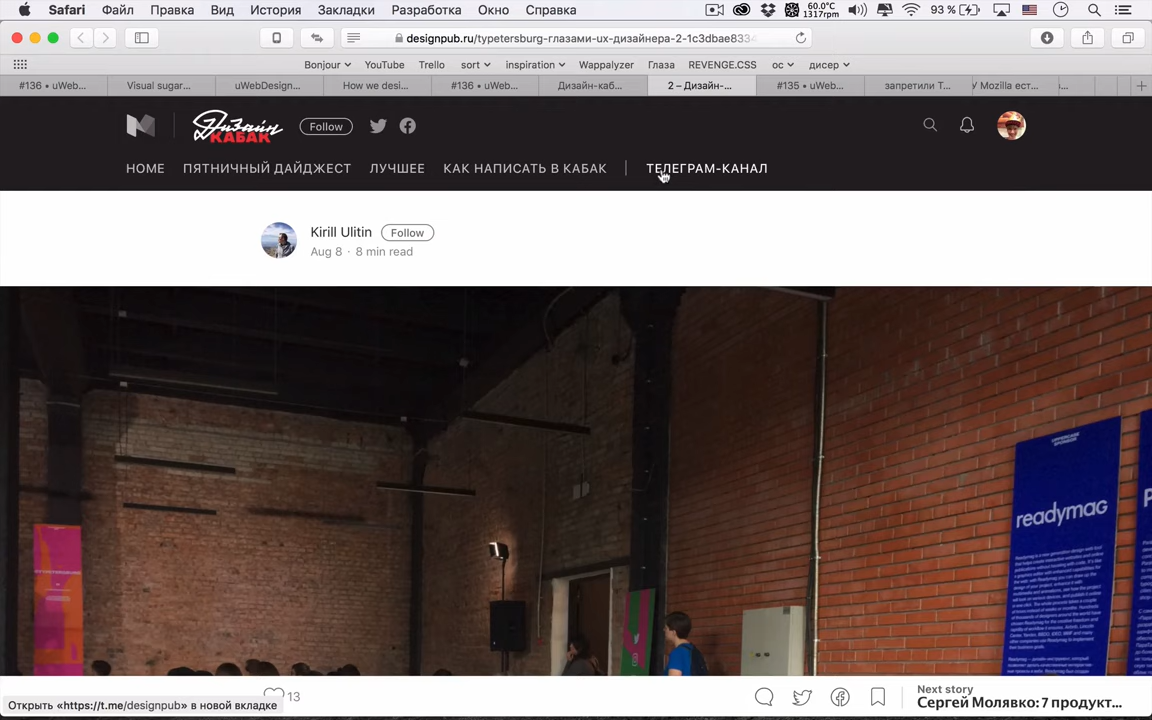 Safari Файл Правка Вид История Закладки Разработка Окно Справка 60.0°C 1317rpm 93 %
designpub.ru/typetersburg-глазами-ux-дизайнера-2-1c3dbae8334
Bonjour YouTube Trello sort inspiration Wappalyzer Глаза REVENGE.CSS ос дисер
#136 • uWeb... Visual sugar... uWebDesign... How we desi... #136 • uWeb... Дизайн-каб... 2 – Дизайн-... #135 • uWeb... запретили Т... У Mozilla ест...
Дизайн КАБАК Follow
HOME ПЯТНИЧНЫЙ ДАЙДЖЕСТ ЛУЧШЕЕ КАК НАПИСАТЬ В КАБАК ТЕЛЕГРАМ-КАНАЛ
Kirill Ulitin Follow
Aug 8 · 8 min read
readymag
13
Открыть «https://t.me/designpub» в новой вкладке
Next story
Сергей Молявко: 7 продукт...